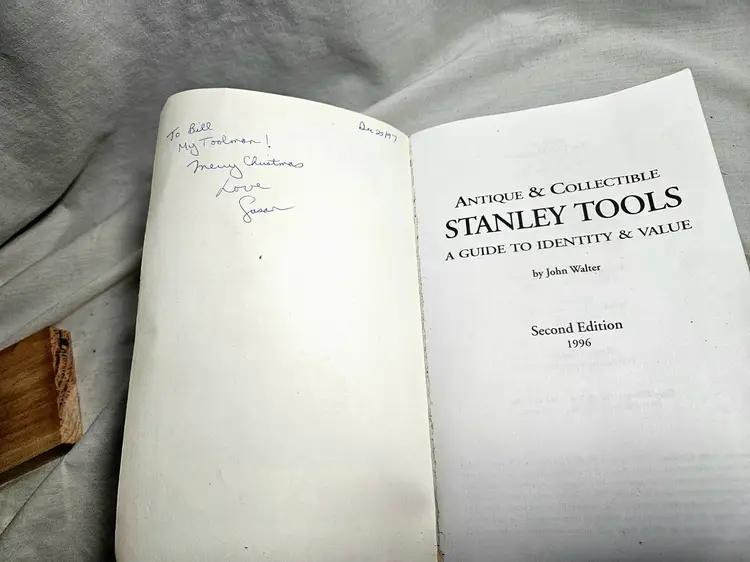 To Bill
Dec 25/97
My Toolman!
Merry Christmas
Love
Susan
ANTIQUE & COLLECTIBLE
STANLEY TOOLS
A GUIDE TO IDENTITY & VALUE
by John Walter
Second Edition
1996